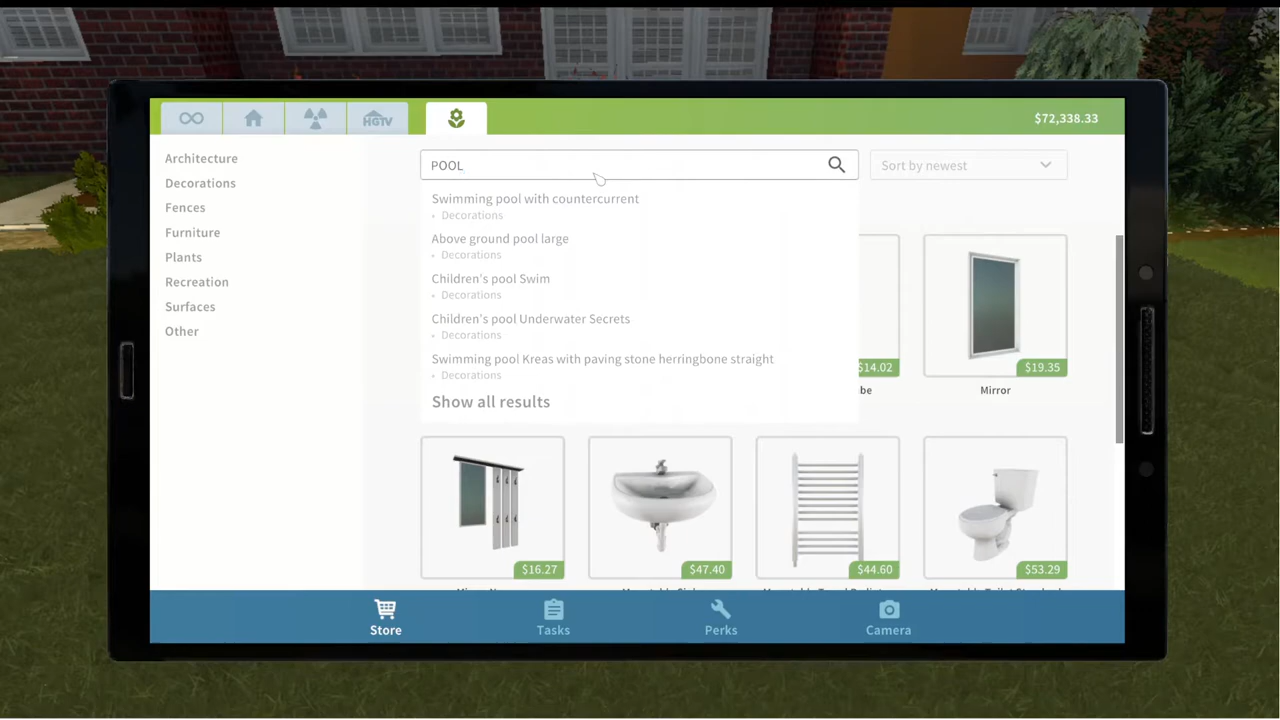 HGTV
$72,338.33
Architecture
Decorations
Fences
Furniture
Plants
Recreation
Surfaces
Other
POOL
Sort by newest
Swimming pool with countercurrent
• Decorations
Above ground pool large
• Decorations
Children's pool Swim
• Decorations
Children's pool Underwater Secrets
• Decorations
Swimming pool Kreas with paving stone herringbone straight
• Decorations
Show all results
$14.02
$19.35
be
Mirror
$16.27
$47.40
$44.60
$53.29
Store
Tasks
Perks
Camera